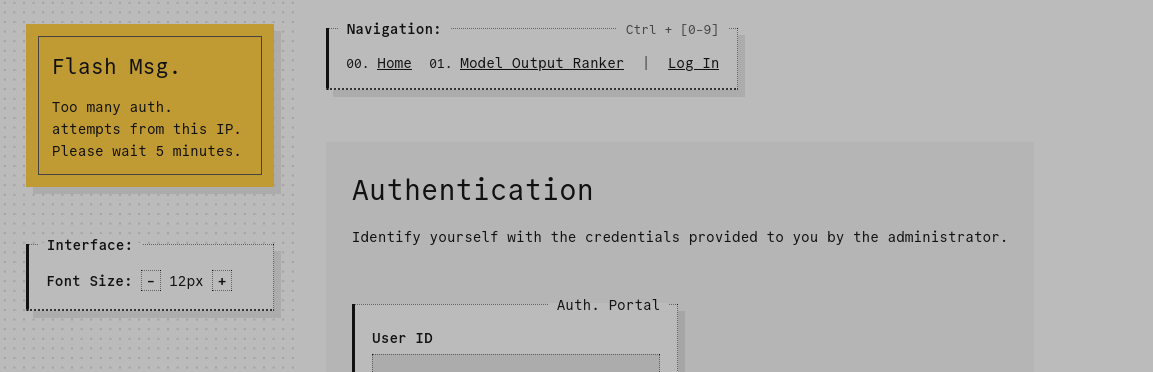 Flash Msg.
Too many auth.
attempts from this IP.
Please wait 5 minutes.
Interface:
Font Size: - 12px +
Navigation: Ctrl + [0-9]
00. Home 01. Model Output Ranker | Log In
Authentication
Identify yourself with the credentials provided to you by the administrator.
Auth. Portal
User ID